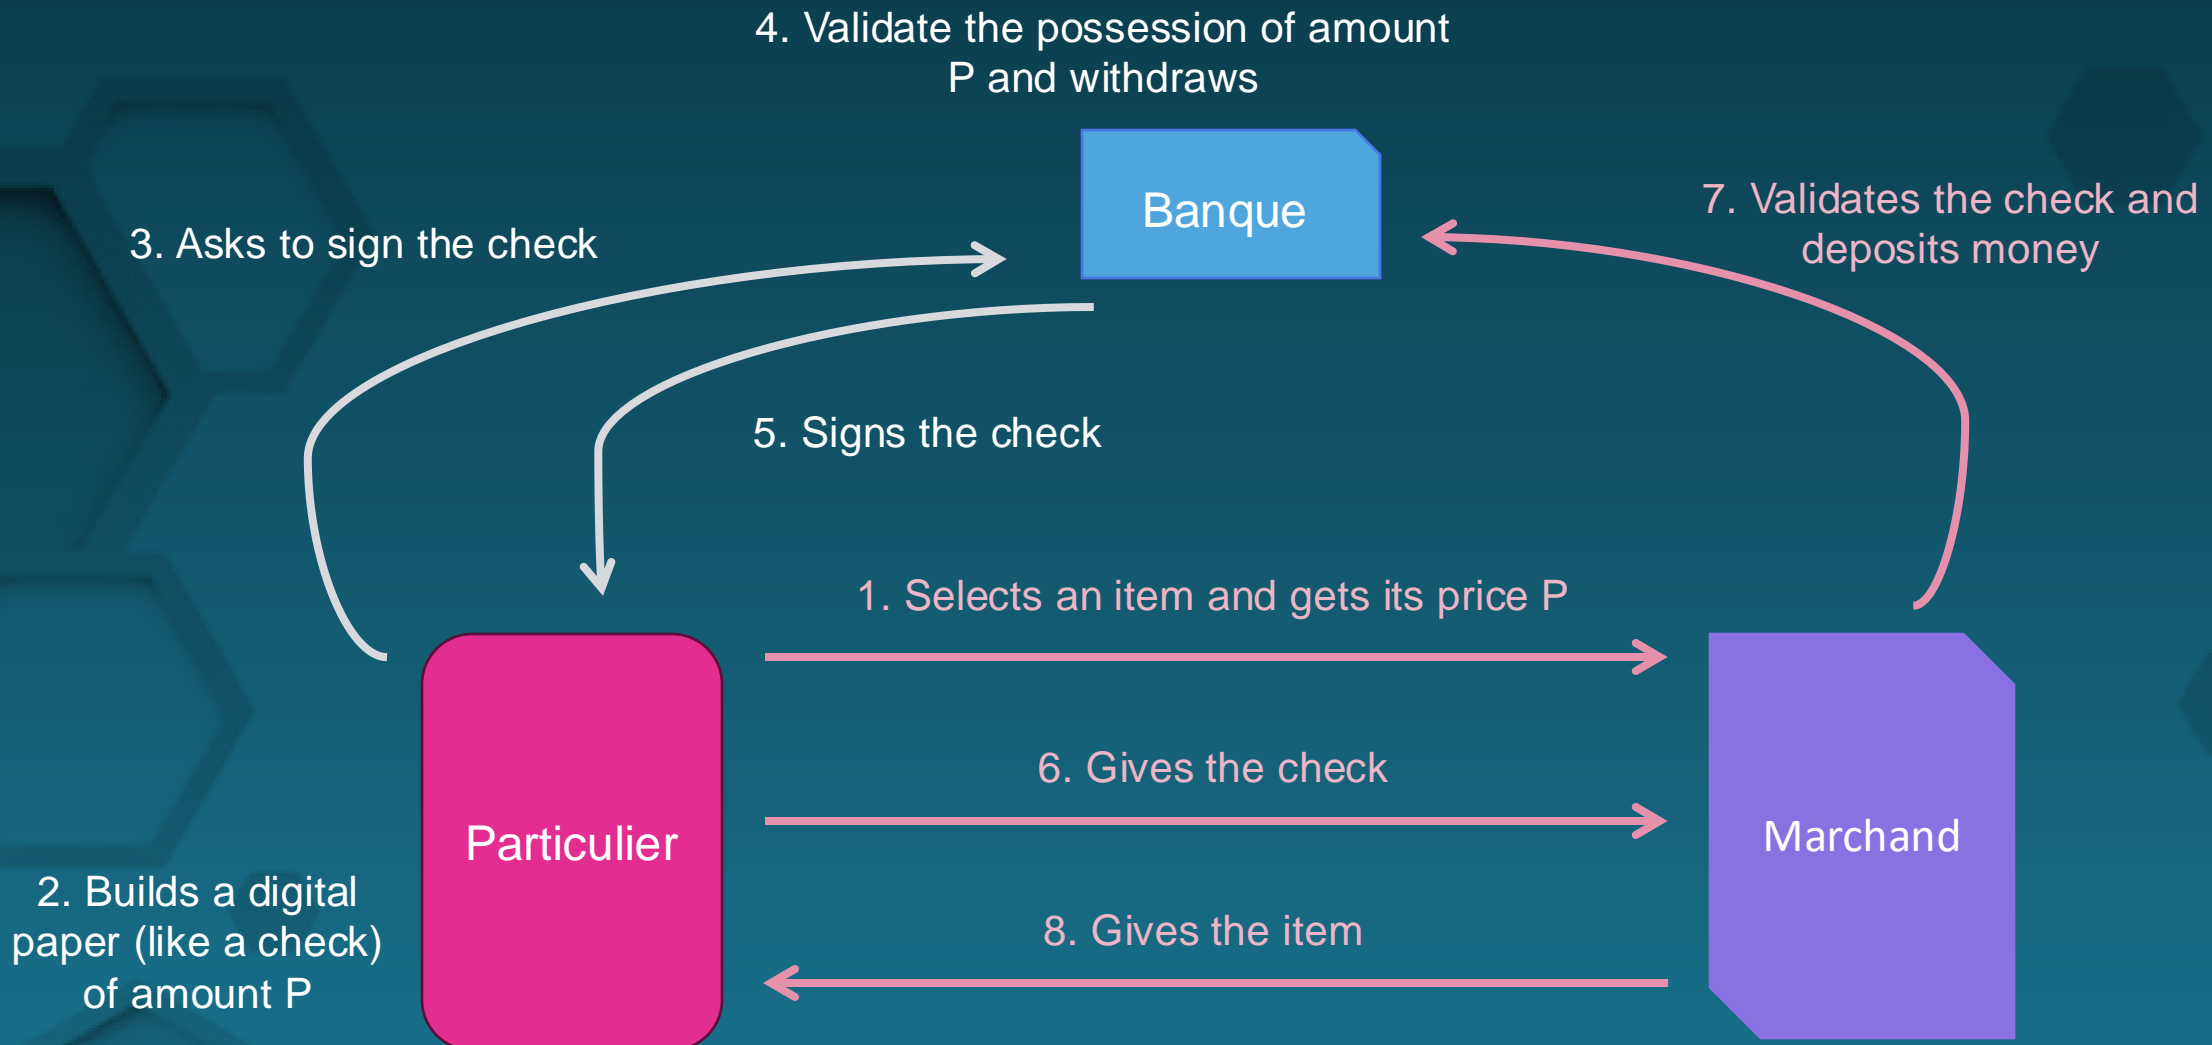 4. Validate the possession of amount
P and withdraws
Banque
7. Validates the check and
deposits money
3. Asks to sign the check
5. Signs the check
1. Selects an item and gets its price P
6. Gives the check
Particulier
Marchand
2. Builds a digital
paper (like a check)
of amount P
8. Gives the item